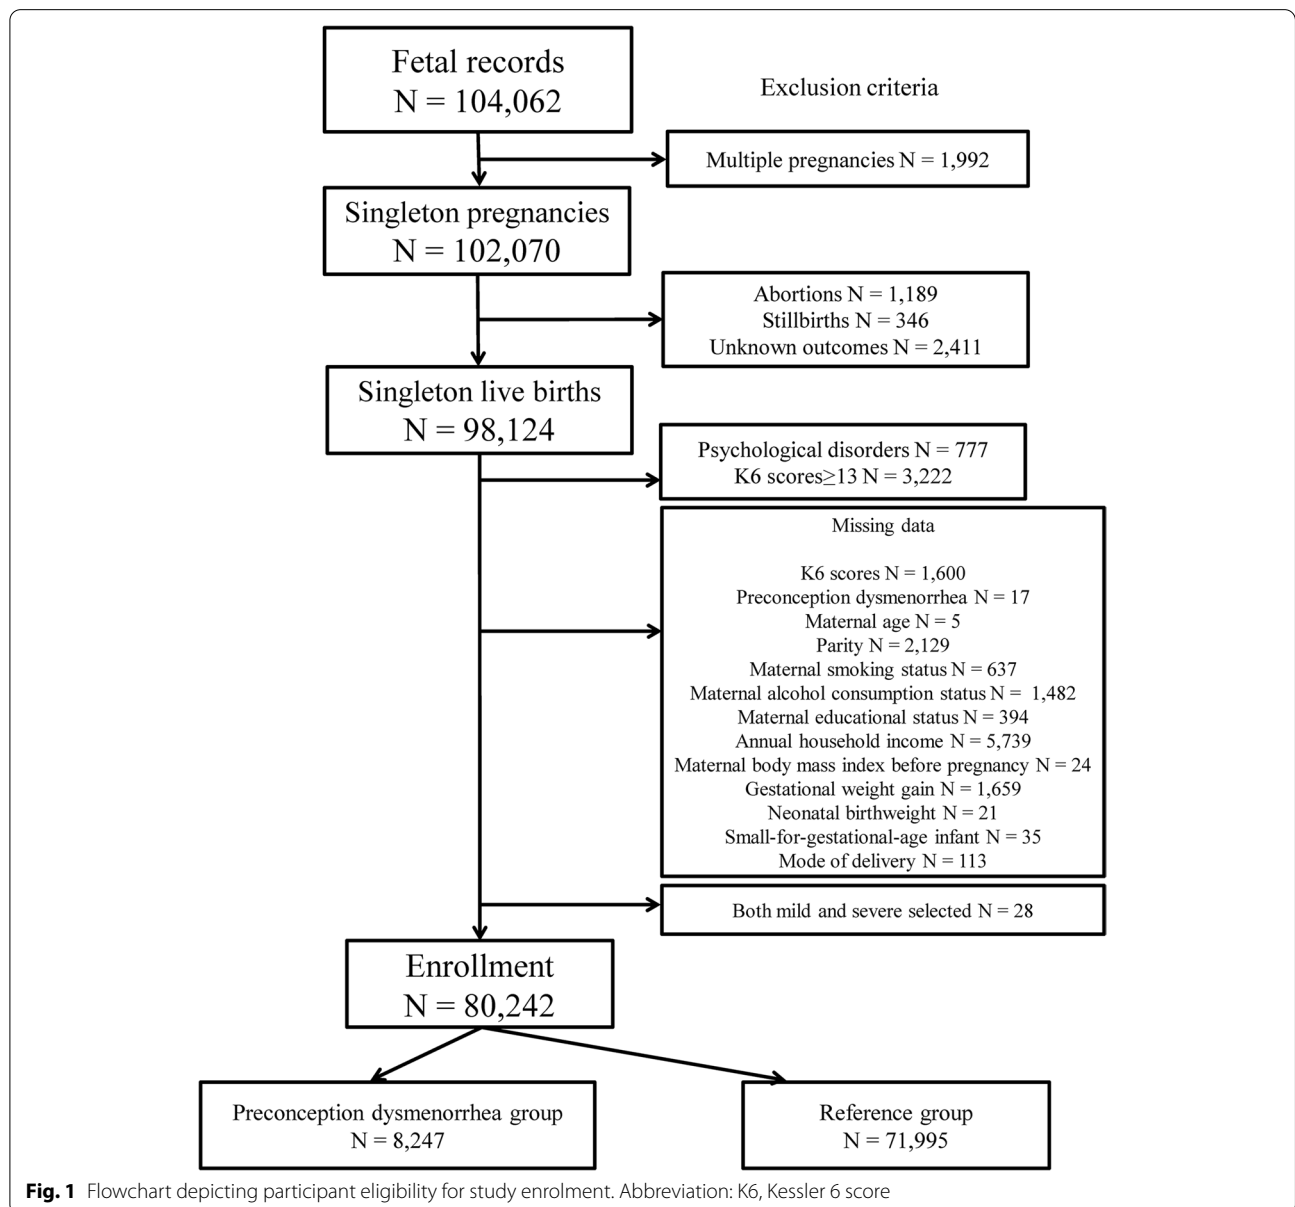 Fetal records
N = 104,062
Exclusion criteria
Multiple pregnancies N = 1,992
Singleton pregnancies
N = 102,070
Abortions N = 1,189
Stillbirths N = 346
Unknown outcomes N = 2,411
Singleton live births
N = 98,124
Psychological disorders N = 777
K6 scores≥13 N = 3,222
Missing data
K6 scores N = 1,600
Preconception dysmenorrhea N = 17
Maternal age N = 5
Parity N = 2,129
Maternal smoking status N = 637
Maternal alcohol consumption status N = 1,482
Maternal educational status N = 394
Annual household income N = 5,739
Maternal body mass index before pregnancy N = 24
Gestational weight gain N = 1,659
Neonatal birthweight N = 21
Small-for-gestational-age infant N = 35
Mode of delivery N = 113
Both mild and severe selected N = 28
Enrollment
N = 80,242
Preconception dysmenorrhea group
N = 8,247
Reference group
N = 71,995
Fig. 1 Flowchart depicting participant eligibility for study enrolment. Abbreviation: K6, Kessler 6 score